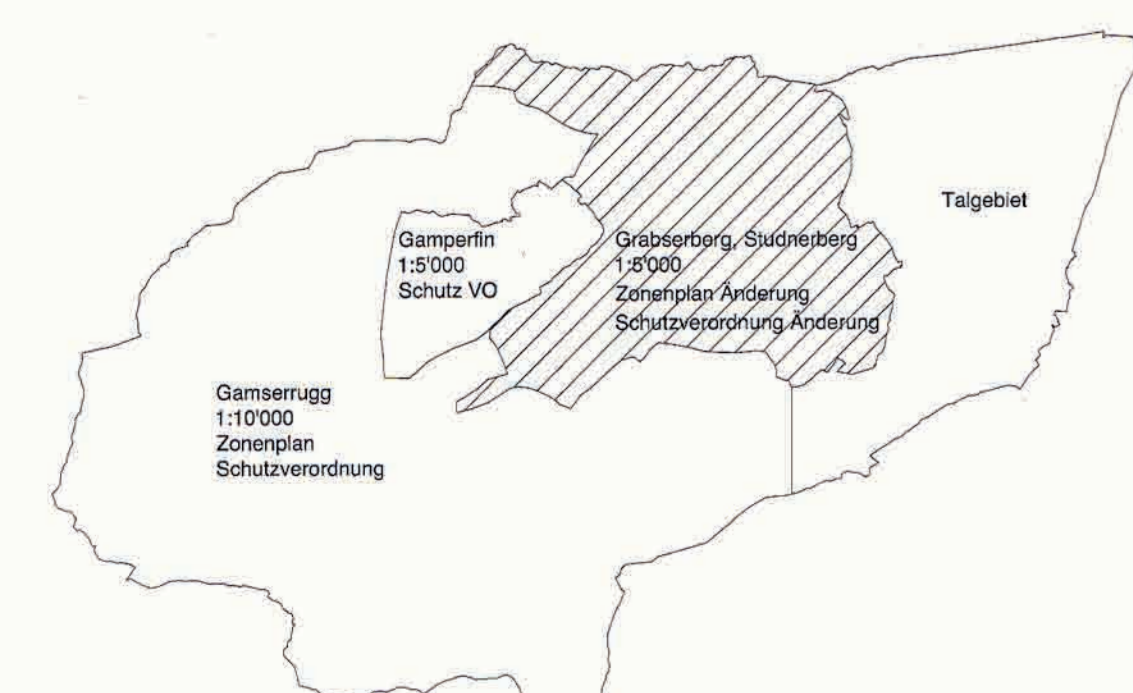 Talgebiet
Gamperfin
1:5'000
Schutz VO
Grabserberg, Studnerberg
1:5'000
Zonenplan Änderung
Schutzverordnung Änderung
Gamserrugg
1:10'000
Zonenplan
Schutzverordnung